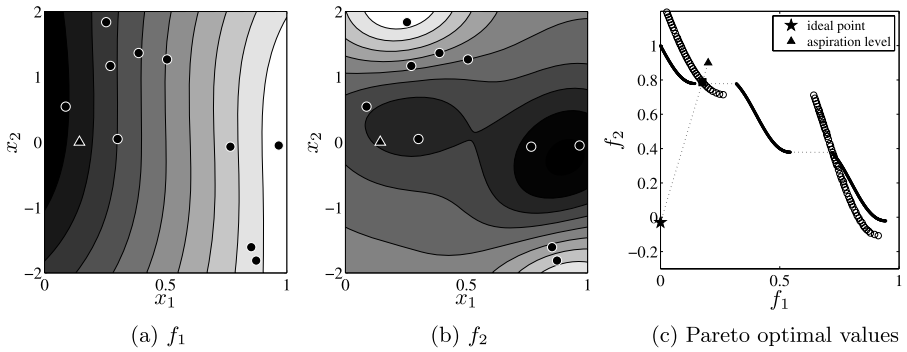 2
1
0
−1
−2
x₂
0
0.5
1
x₁
(a) f₁
2
1
0
−1
−2
x₂
0
0.5
1
x₁
(b) f₂
ideal point
aspiration level
1
0.8
0.6
0.4
0.2
0
−0.2
f₂
0
0.5
1
f₁
(c) Pareto optimal values